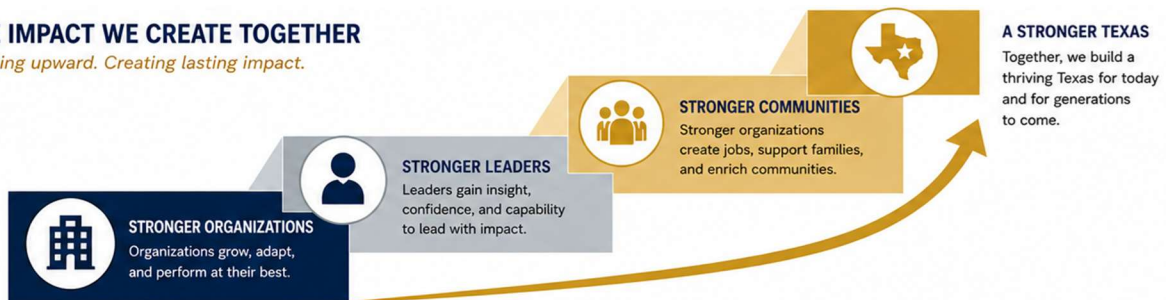 IMPACT WE CREATE TOGETHER
ing upward. Creating lasting impact.
A STRONGER TEXAS
Together, we build a
thriving Texas for today
and for generations
to come.
STRONGER COMMUNITIES
Stronger organizations
create jobs, support families,
and enrich communities.
STRONGER LEADERS
Leaders gain insight,
confidence, and capability
to lead with impact.
STRONGER ORGANIZATIONS
Organizations grow, adapt,
and perform at their best.